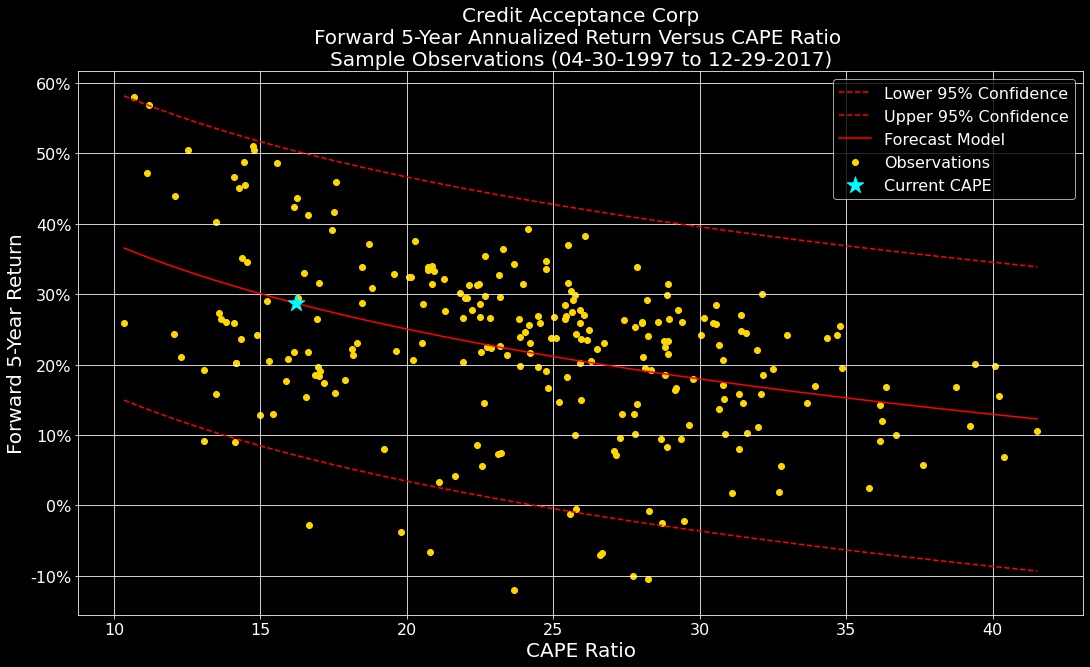 Credit Acceptance Corp
Forward 5-Year Annualized Return Versus CAPE Ratio
Sample Observations (04-30-1997 to 12-29-2017)
Lower 95% Confidence
Upper 95% Confidence
Forecast Model
Observations
Current CAPE
Forward 5-Year Return
60%
50%
40%
30%
20%
10%
0%
-10%
10 15 20 25 30 35 40
CAPE Ratio